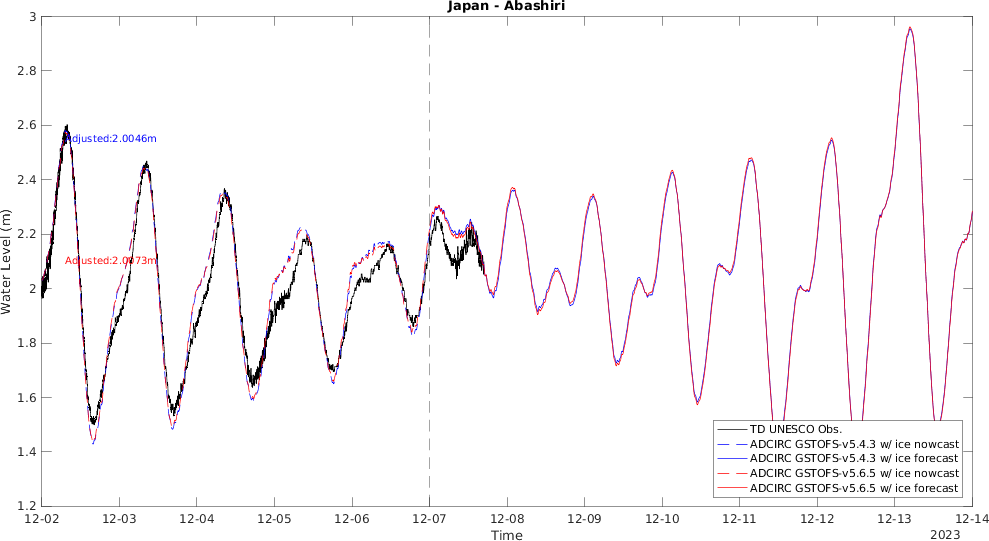 Japan - Abashiri
3
2.8
2.6
2.4
2.2
2
1.8
1.6
1.4
1.2
Water Level (m)
Adjusted:2.0046m
Adjusted:2.0073m
TD UNESCO Obs.
ADCIRC GSTOFS-v5.4.3 w/ ice nowcast
ADCIRC GSTOFS-v5.4.3 w/ ice forecast
ADCIRC GSTOFS-v5.6.5 w/ ice nowcast
ADCIRC GSTOFS-v5.6.5 w/ ice forecast
12-02 12-03 12-04 12-05 12-06 12-07 12-08 12-09 12-10 12-11 12-12 12-13 12-14
Time
2023